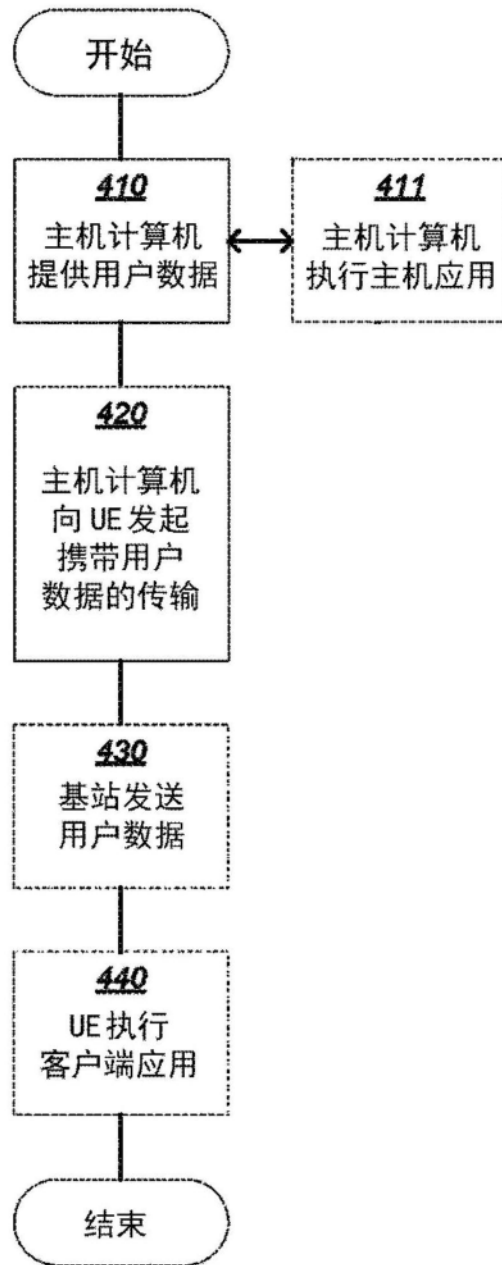 开始
410
主机计算机
提供用户数据
411
主机计算机
执行主机应用
420
主机计算机
向UE发起
携带用户
数据的传输
430
基站发送
用户数据
440
UE执行
客户端应用
结束